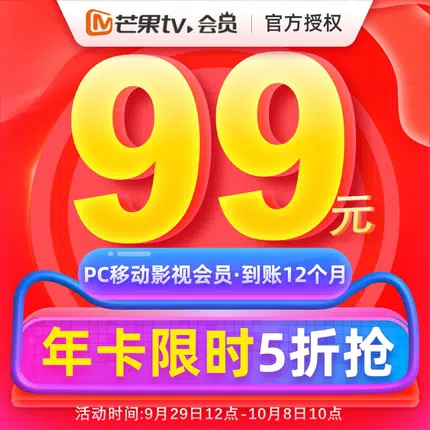 芒果tv.会员 官方授权
99元
PC移动影视会员·到账12个月
年卡限时5折抢
活动时间:9月29日12点-10月8日10点